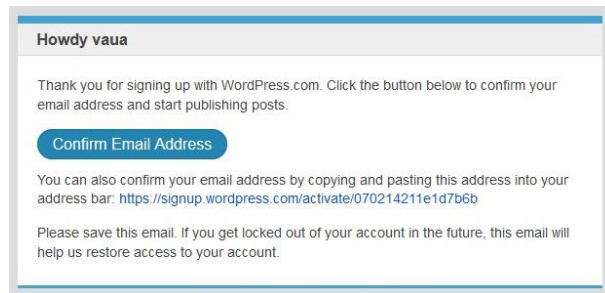 Howdy vaua
Thank you for signing up with WordPress.com. Click the button below to confirm your
email address and start publishing posts.
Confirm Email Address
You can also confirm your email address by copying and pasting this address into your
address bar: https://signup.wordpress.com/activate/070214211e1d7b6b
Please save this email. If you get locked out of your account in the future, this email will
help us restore access to your account.